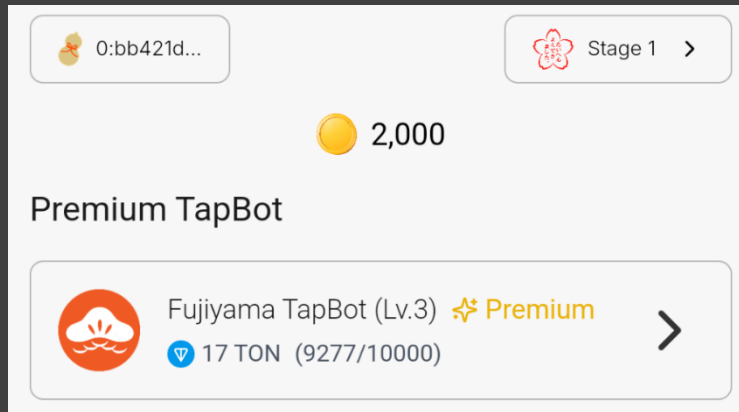 0:bb421d...
Stage 1
2,000
Premium TapBot
Fujiyama TapBot (Lv.3) Premium
17 TON (9277/10000)